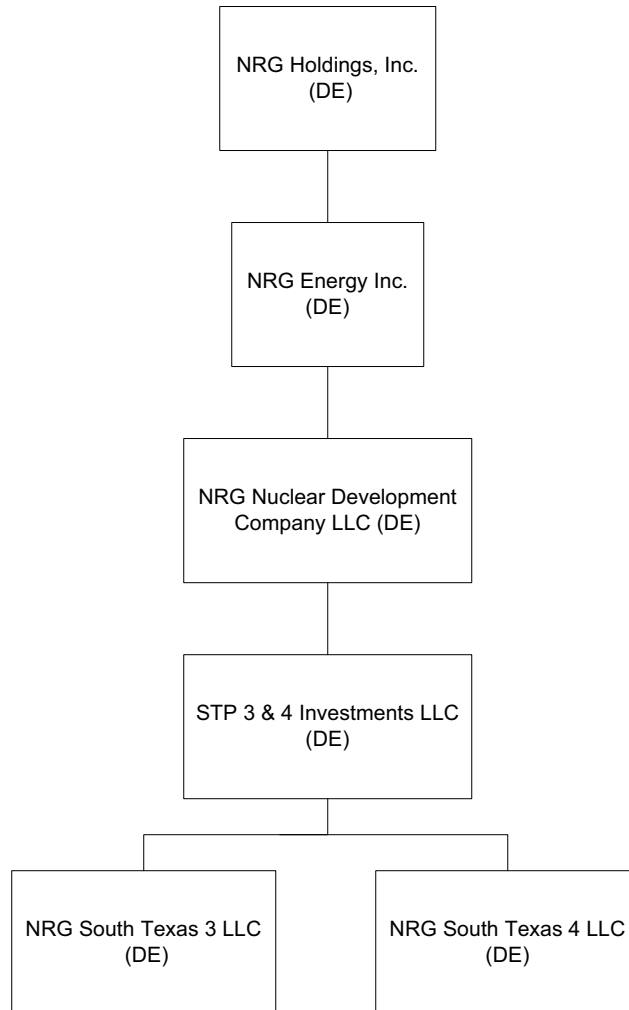 NRG Holdings, Inc.
(DE)
NRG Energy Inc.
(DE)
NRG Nuclear Development
Company LLC (DE)
STP 3 & 4 Investments LLC
(DE)
NRG South Texas 3 LLC
(DE)
NRG South Texas 4 LLC
(DE)